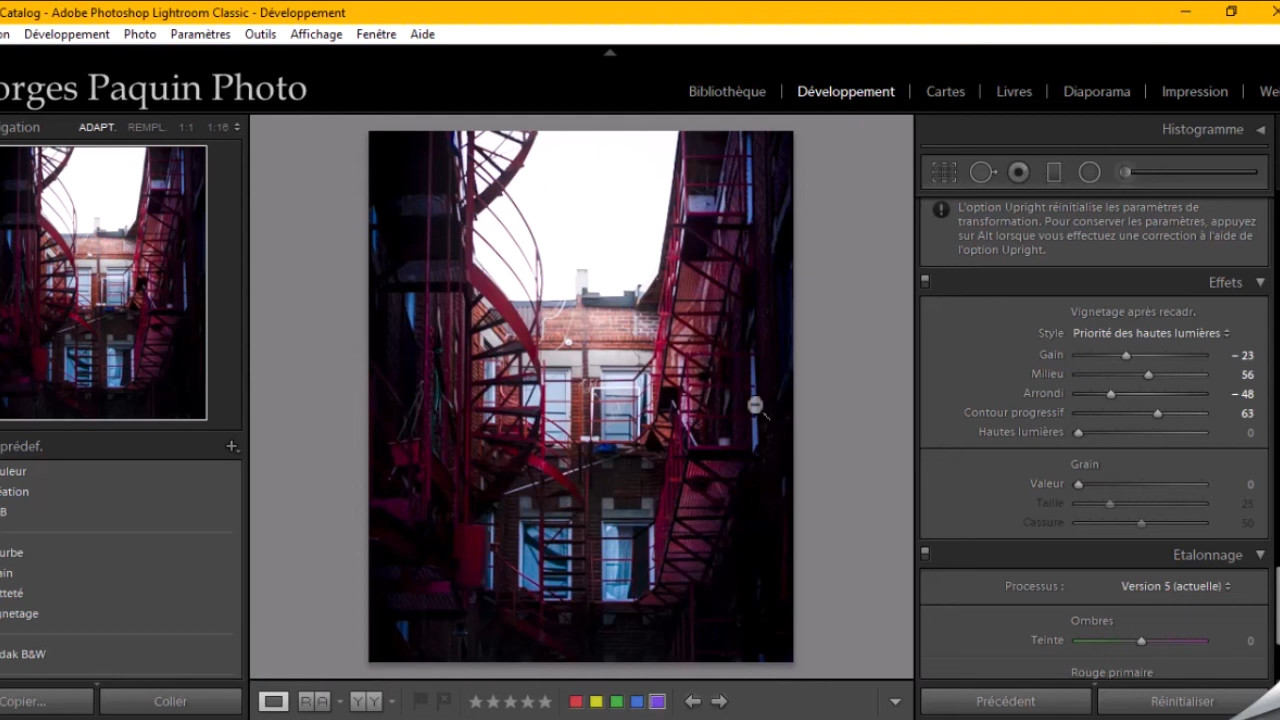 Catalog - Adobe Photoshop Lightroom Classic - Développement
on Développement Photo Paramètres Outils Affichage Fenêtre Aide
orges Paquin Photo
Bibliothèque | Développement | Cartes | Livres | Diaporama | Impression | We
igation ADAPT. REMPL. 1:1 1:16
Histogramme
L'option Upright réinitialise les paramètres de
transformation. Pour conserver les paramètres, appuyez
sur Alt lorsque vous effectuez une correction à l'aide de
l'option Upright.
Effets
Vignetage après recadr.
Style Priorité des hautes lumières
Gain - 23
Milieu 56
Arrondi - 48
Contour progressif 63
Hautes lumières 0
Grain
Valeur 0
Taille 25
Cassure 50
Etalonnage
Processus : Version 5 (actuelle)
Ombres
Teinte 0
Rouge primaire
prédef.
uleur
éation
B
urbe
ain
tteté
gnetage
dak B&W
Copier... Coller
R A Y Y
Précédent Réinitialiser